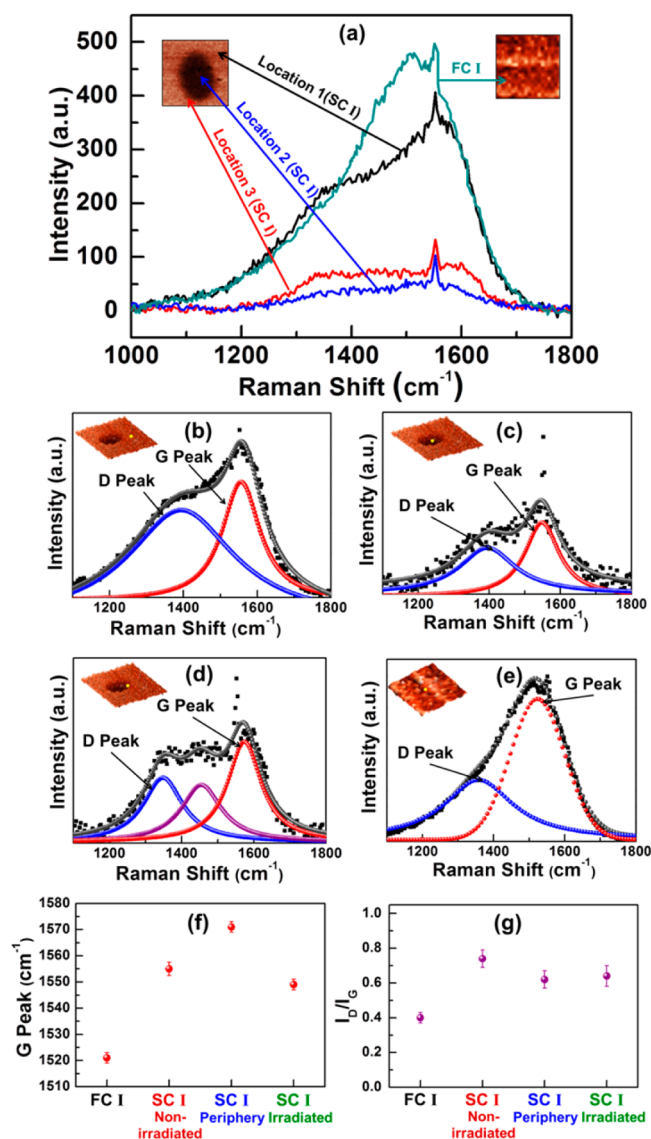 (a)
500
400
300
200
100
0
Intensity (a.u.)
Location 1(SC I)
Location 2 (SC I)
Location 3 (SC I)
FC I
1000 1200 1400 1600 1800
Raman Shift (cm-1)
(b)
G Peak
D Peak
Intensity (a.u.)
1200 1400 1600 1800
Raman Shift (cm-1)
(c)
G Peak
D Peak
Intensity (a.u.)
1200 1400 1600 1800
Raman Shift (cm-1)
(d)
G Peak
D Peak
Intensity (a.u.)
1200 1400 1600 1800
Raman Shift (cm-1)
(e)
G Peak
D Peak
Intensity (a.u.)
1200 1400 1600 1800
Raman Shift (cm-1)
(f)
1580
1570
1560
1550
1540
1530
1520
1510
G Peak (cm-1)
FC I SC I SC I SC I
Non- Periphery Irradiated
irradiated
(g)
1.0
0.8
0.6
0.4
0.2
0.0
ID/IG
FC I SC I SC I SC I
Non- Periphery Irradiated
irradiated